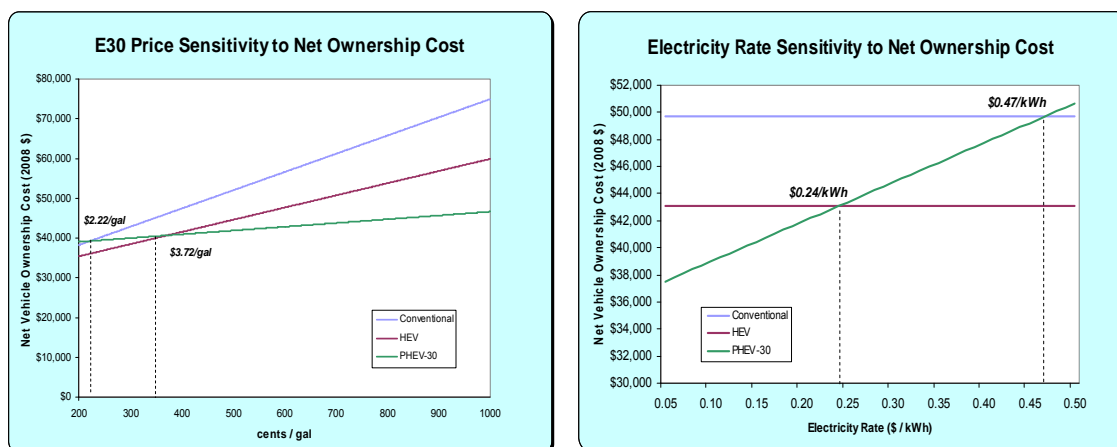 E30 Price Sensitivity to Net Ownership Cost
Net Vehicle Ownership Cost (2008 $)
$80,000
$70,000
$60,000
$50,000
$40,000
$30,000
$20,000
$10,000
$0
$2.22/gal
$3.72/gal
Conventional
HEV
PHEV-30
200 300 400 500 600 700 800 900 1000
cents / gal
Electricity Rate Sensitivity to Net Ownership Cost
Net Vehicle Ownership Cost (2008 $)
$52,000
$50,000
$48,000
$46,000
$44,000
$42,000
$40,000
$38,000
$36,000
$34,000
$32,000
$30,000
$0.47/kWh
$0.24/kWh
Conventional
HEV
PHEV-30
0.05 0.10 0.15 0.20 0.25 0.30 0.35 0.40 0.45 0.50
Electricity Rate ($ / kWh)